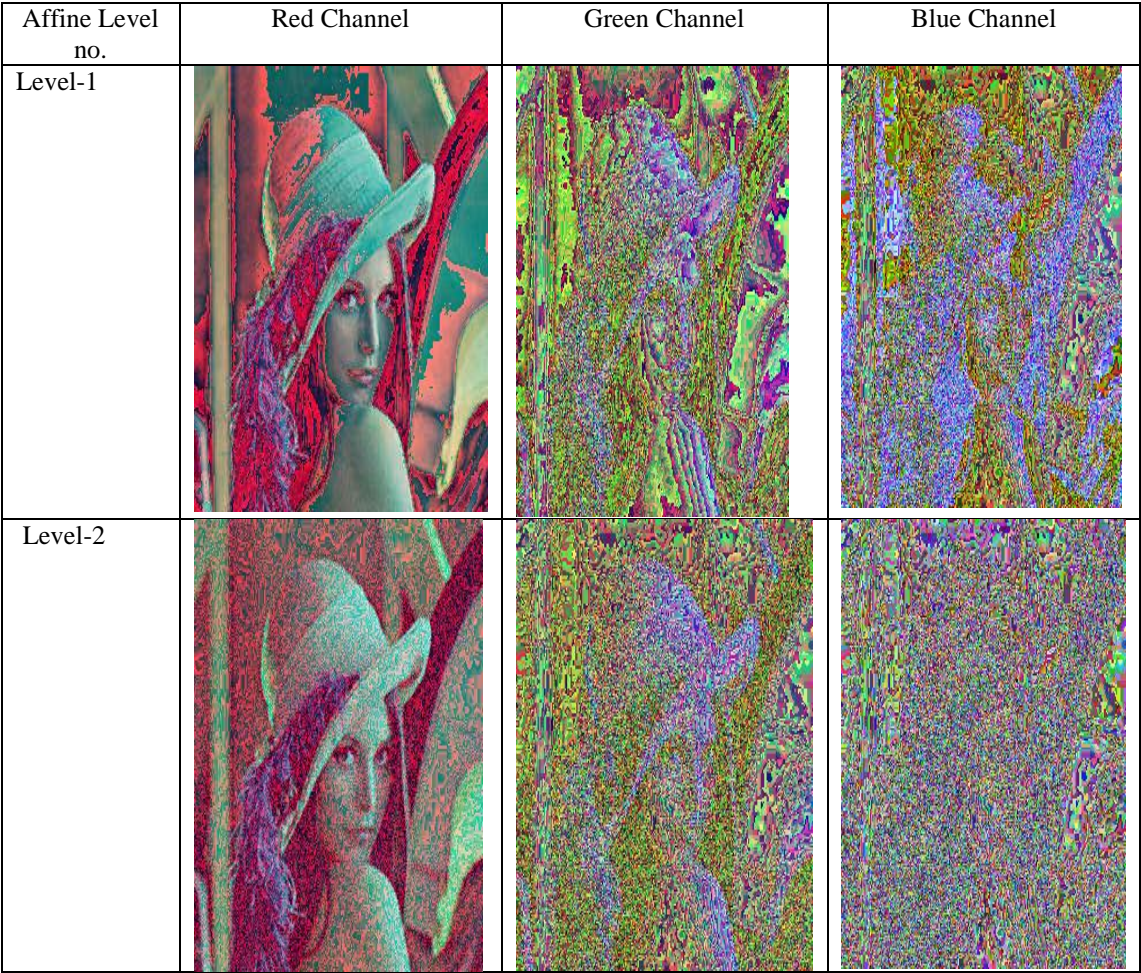 Affine Level
no.
Red Channel
Green Channel
Blue Channel
Level-1
Level-2